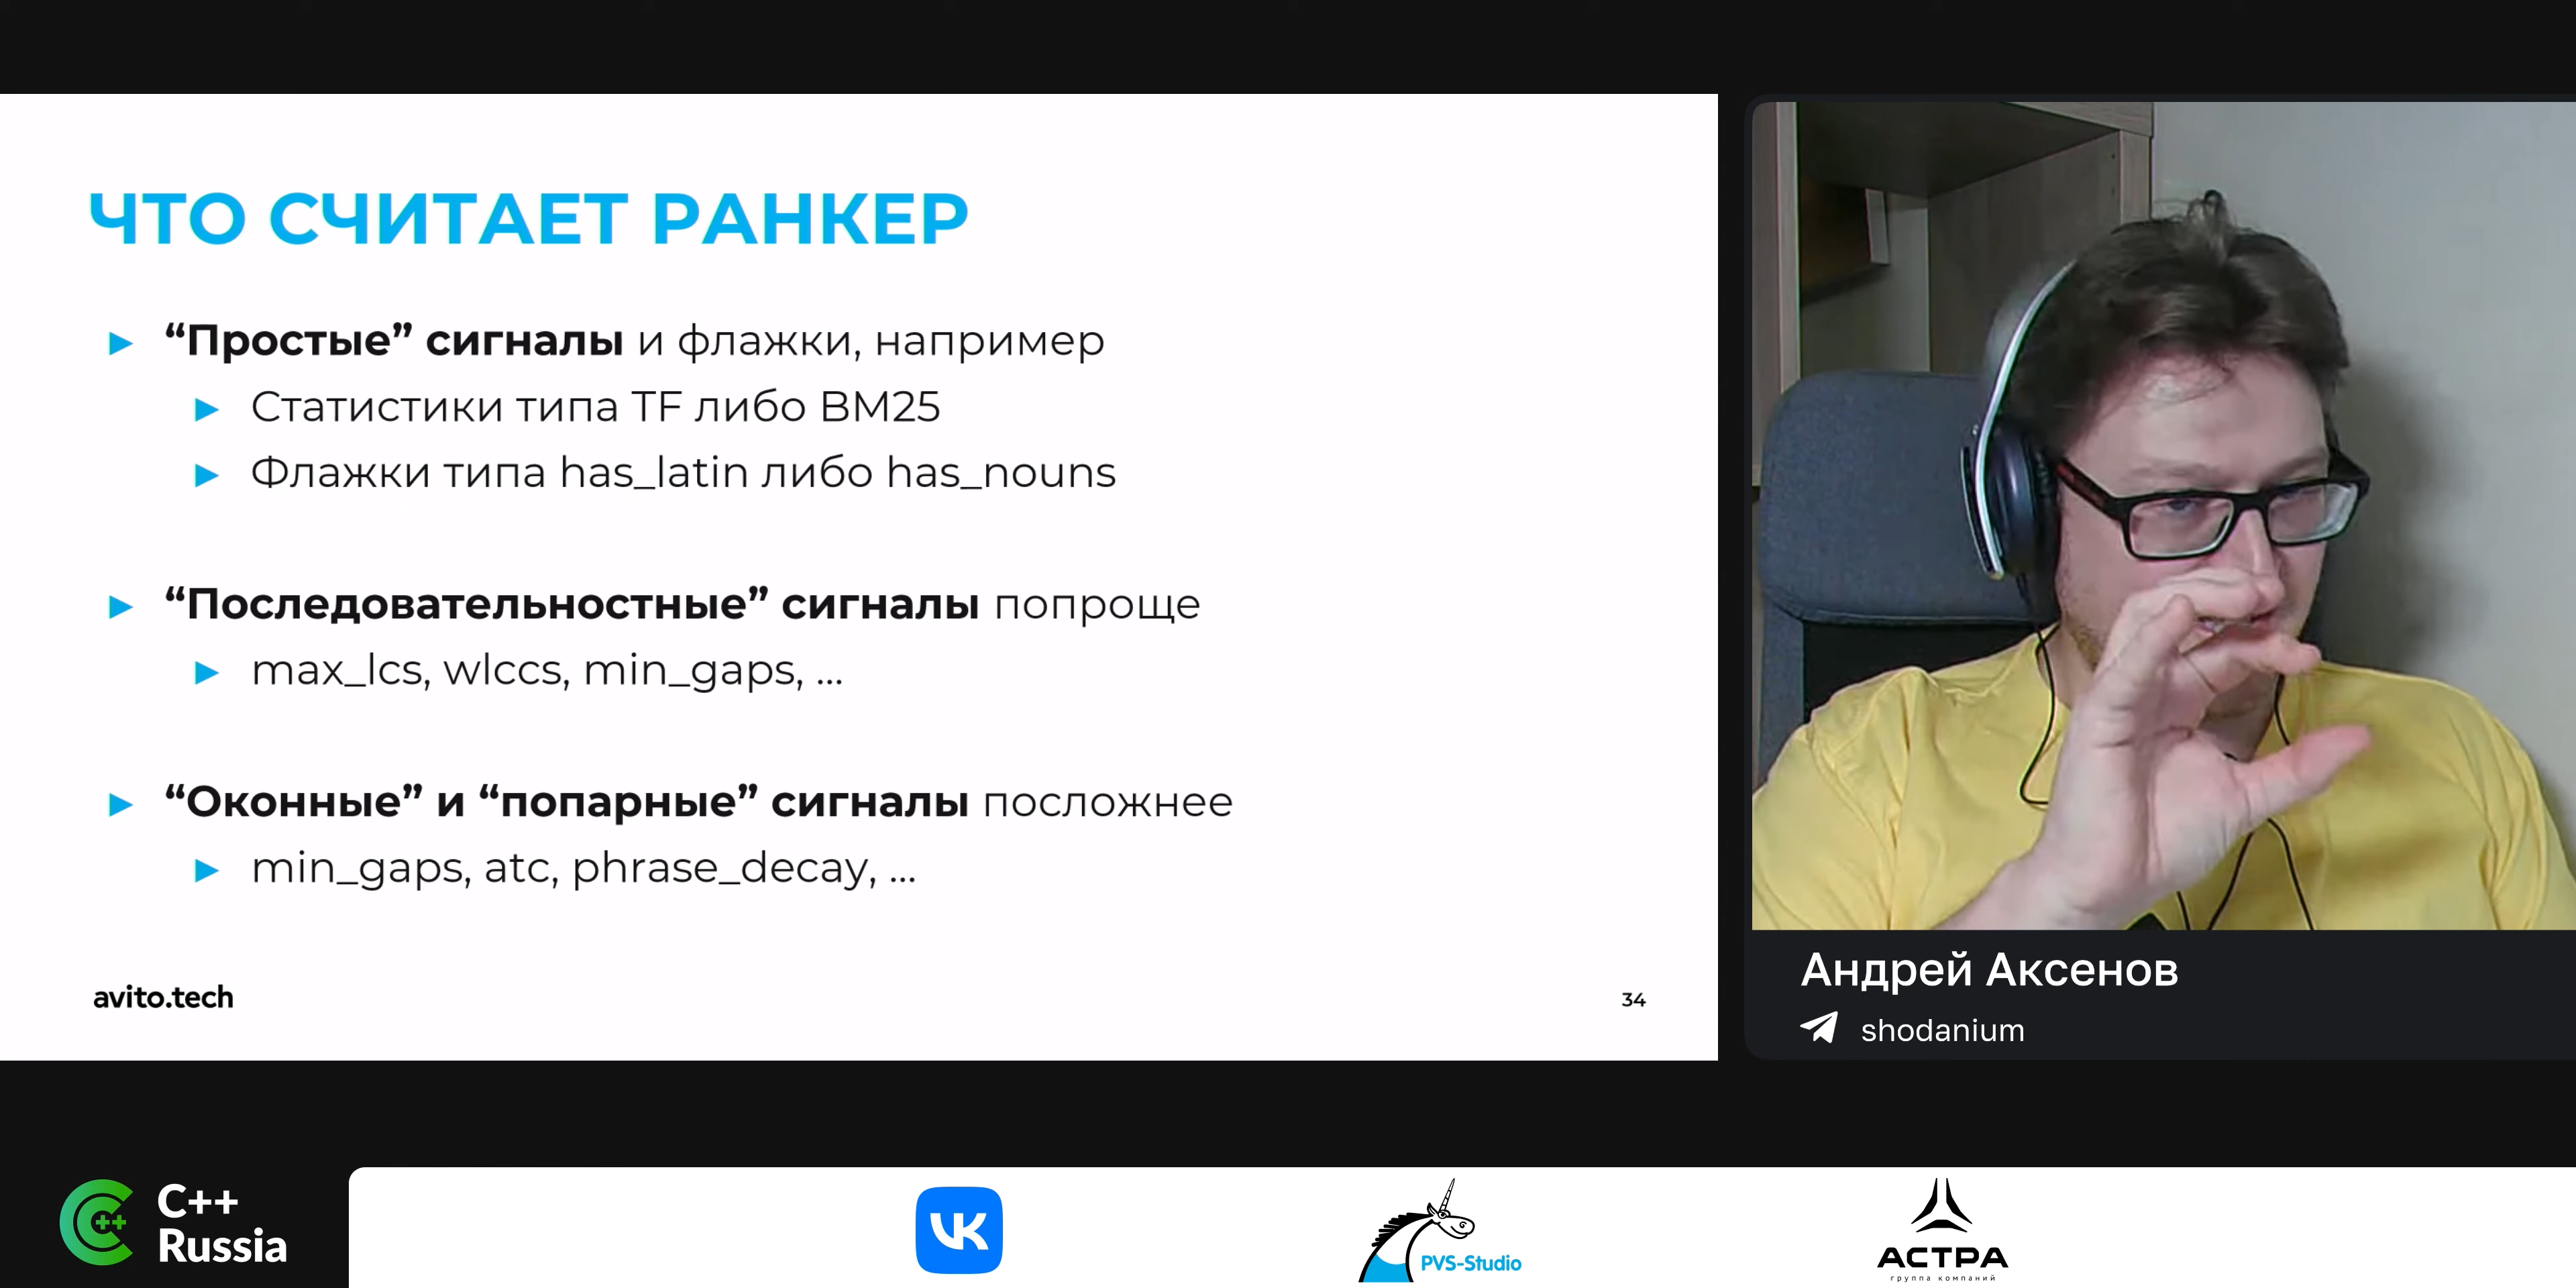 ЧТО СЧИТАЕТ РАНКЕР
“Простые” сигналы и флажки, например
Статистики типа TF либо BM25
Флажки типа has_latin либо has_nouns
“Последовательностные” сигналы попроще
max_lcs, wlccs, min_gaps, ...
“Оконные” и “попарные” сигналы посложнее
min_gaps, atc, phrase_decay, ...
avito.tech
34
Андрей Аксенов
shodanium
C++
C++
Russia
VK
PVS-Studio
АСТРА
группа компаний